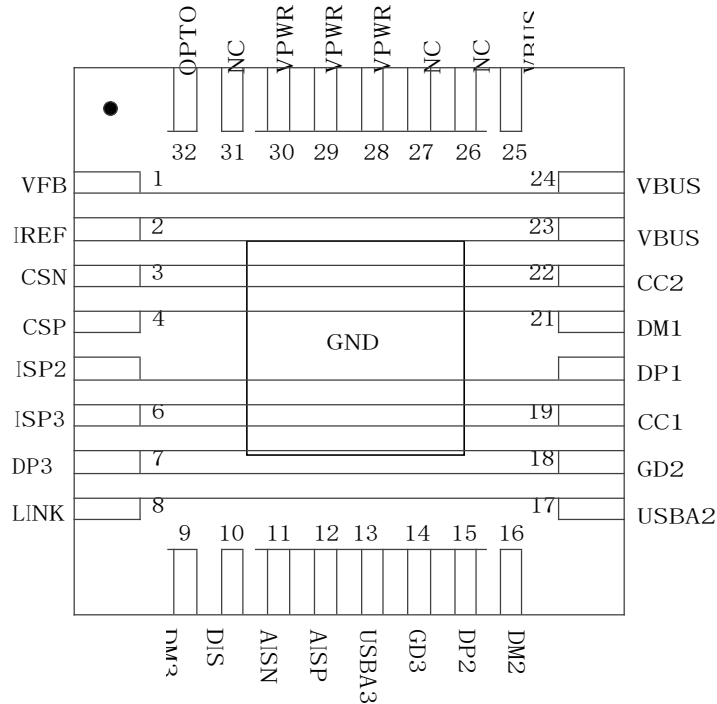 OPTO NC VPWR VPWR VPWR NC NC VBUS
32 31 30 29 28 27 26 25
VFB 1 24 VBUS
IREF 2 23 VBUS
CSN 3 22 CC2
CSP 4 21 DM1
GND
ISP2 DP1
ISP3 6 19 CC1
DP3 7 18 GD2
LINK 8 17 USBA2
9 10 11 12 13 14 15 16
DM3 DIS AISN AISP USBA3 GD3 DP2 DM2